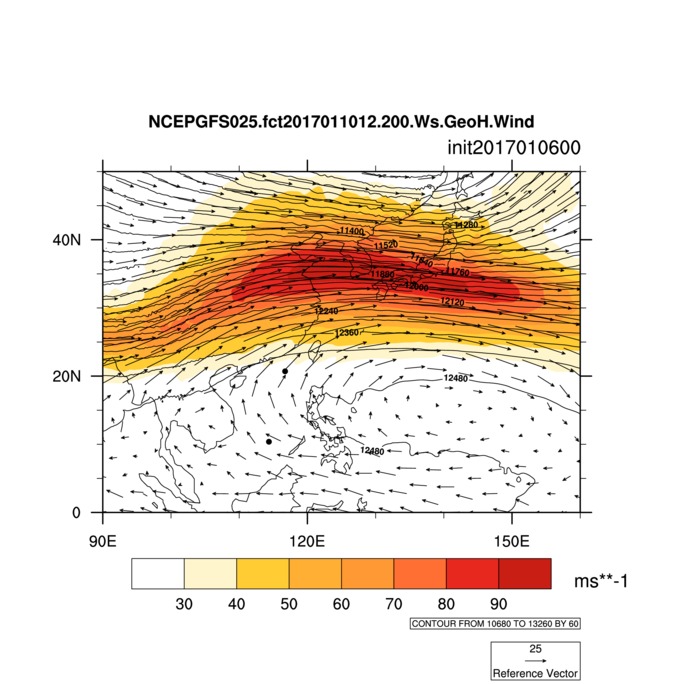 NCEPGFS025.fct2017011012.200.Ws.GeoH.Wind
init2017010600
40N
20N
0
11280
11400
11520
11640
11760
11880
12000
12120
12240
12360
12480
12480
90E 120E 150E
30 40 50 60 70 80 90
ms**-1
CONTOUR FROM 10680 TO 13260 BY 60
25
Reference Vector